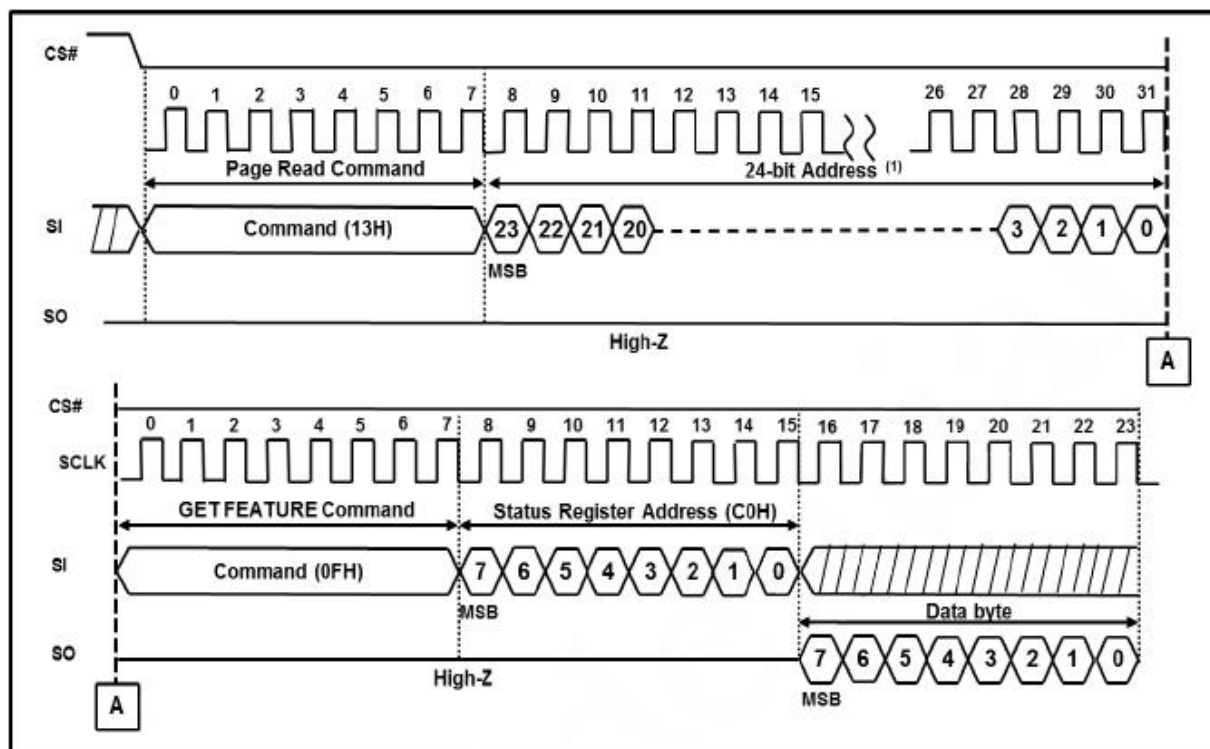 CS#
0 1 2 3 4 5 6 7 8 9 10 11 12 13 14 15 26 27 28 29 30 31
Page Read Command 24-bit Address (1)
SI Command (13H) 23 22 21 20 3 2 1 0
MSB
SO
High-Z
A
CS#
0 1 2 3 4 5 6 7 8 9 10 11 12 13 14 15 16 17 18 19 20 21 22 23
SCLK
GET FEATURE Command Status Register Address (C0H)
SI Command (0FH) 7 6 5 4 3 2 1 0
MSB Data byte
SO 7 6 5 4 3 2 1 0
High-Z
MSB
A